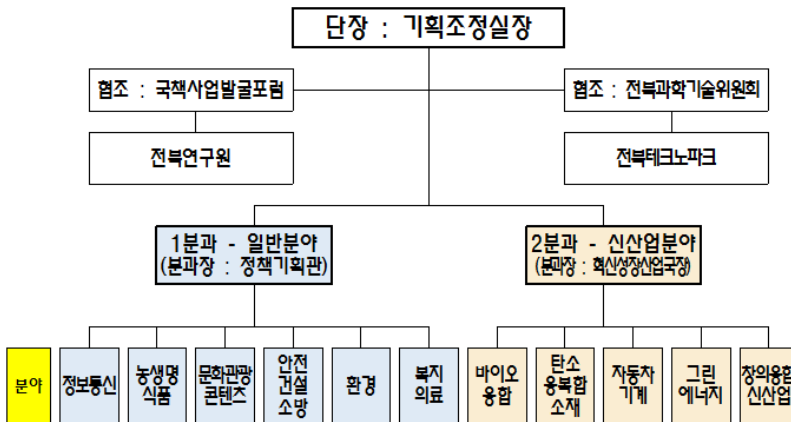 단장 : 기획조정실장
협조 : 국책사업발굴포럼
협조 : 전북과학기술위원회
전북연구원
전북테크노파크
1분과 - 일반분야
(분과장 : 정책기획관)
2분과 - 신산업분야
(분과장 : 혁신성장산업국장)
분야
정보통신
농생명
식품
문화관광
콘텐츠
안전
건설
소방
환경
복지
의료
바이오
융합
탄소
융복합
소재
자동차
기계
그린
에너지
창의융합
신산업